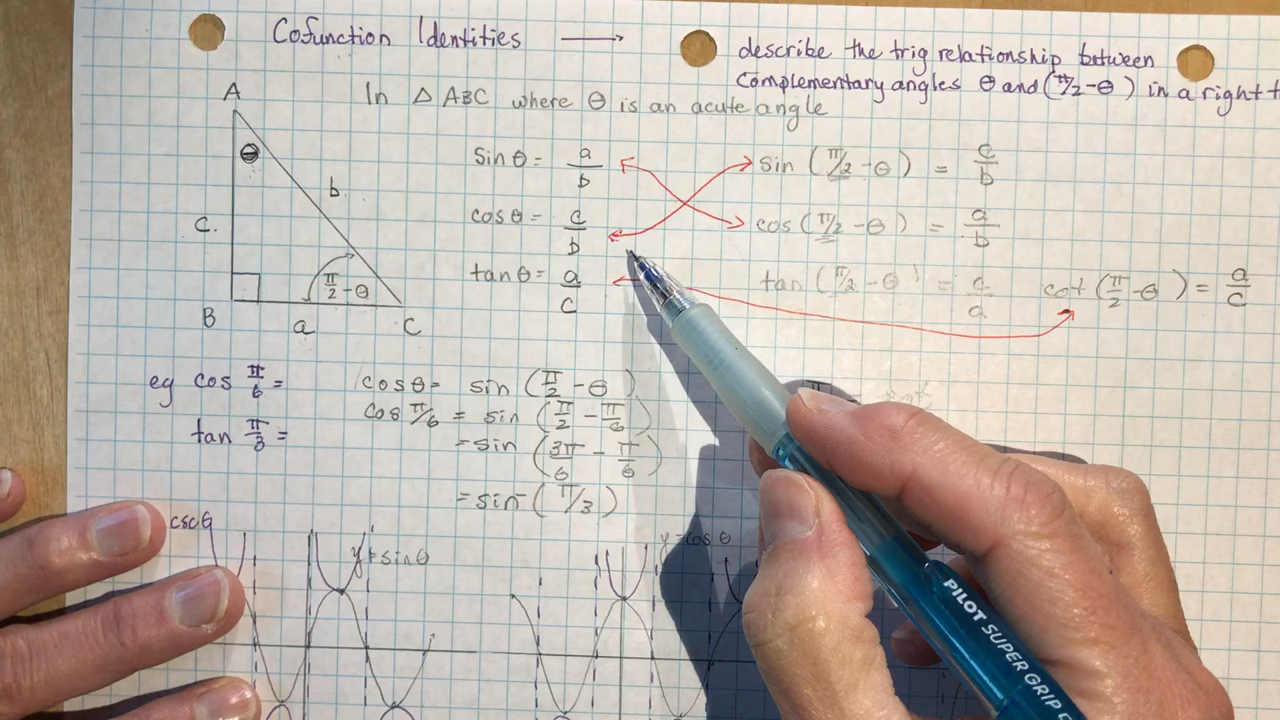 Cofunction Identities →
describe the trig relationship between
complementary angles θ and (π/2 - θ) in a right
In △ ABC where θ is an acute angle
A
θ
b.
C.
π/2 - θ
B
a
C
sin θ = a/b
sin (π/2 - θ) = c/b
cos θ = c/b
cos (π/2 - θ) = a/b
tan θ = a/c
tan (π/2 - θ) = c/a
cot (π/2 - θ) = a/c
eg cos π/6 =
tan π/3 =
cos θ = sin (π/2 - θ)
cos π/6 = sin (π/2 - π/6)
= sin (3π/6 - π/6)
= sin (π/3)
csc θ
y = sin θ
y = cos θ
PILOT SUPER GRIP